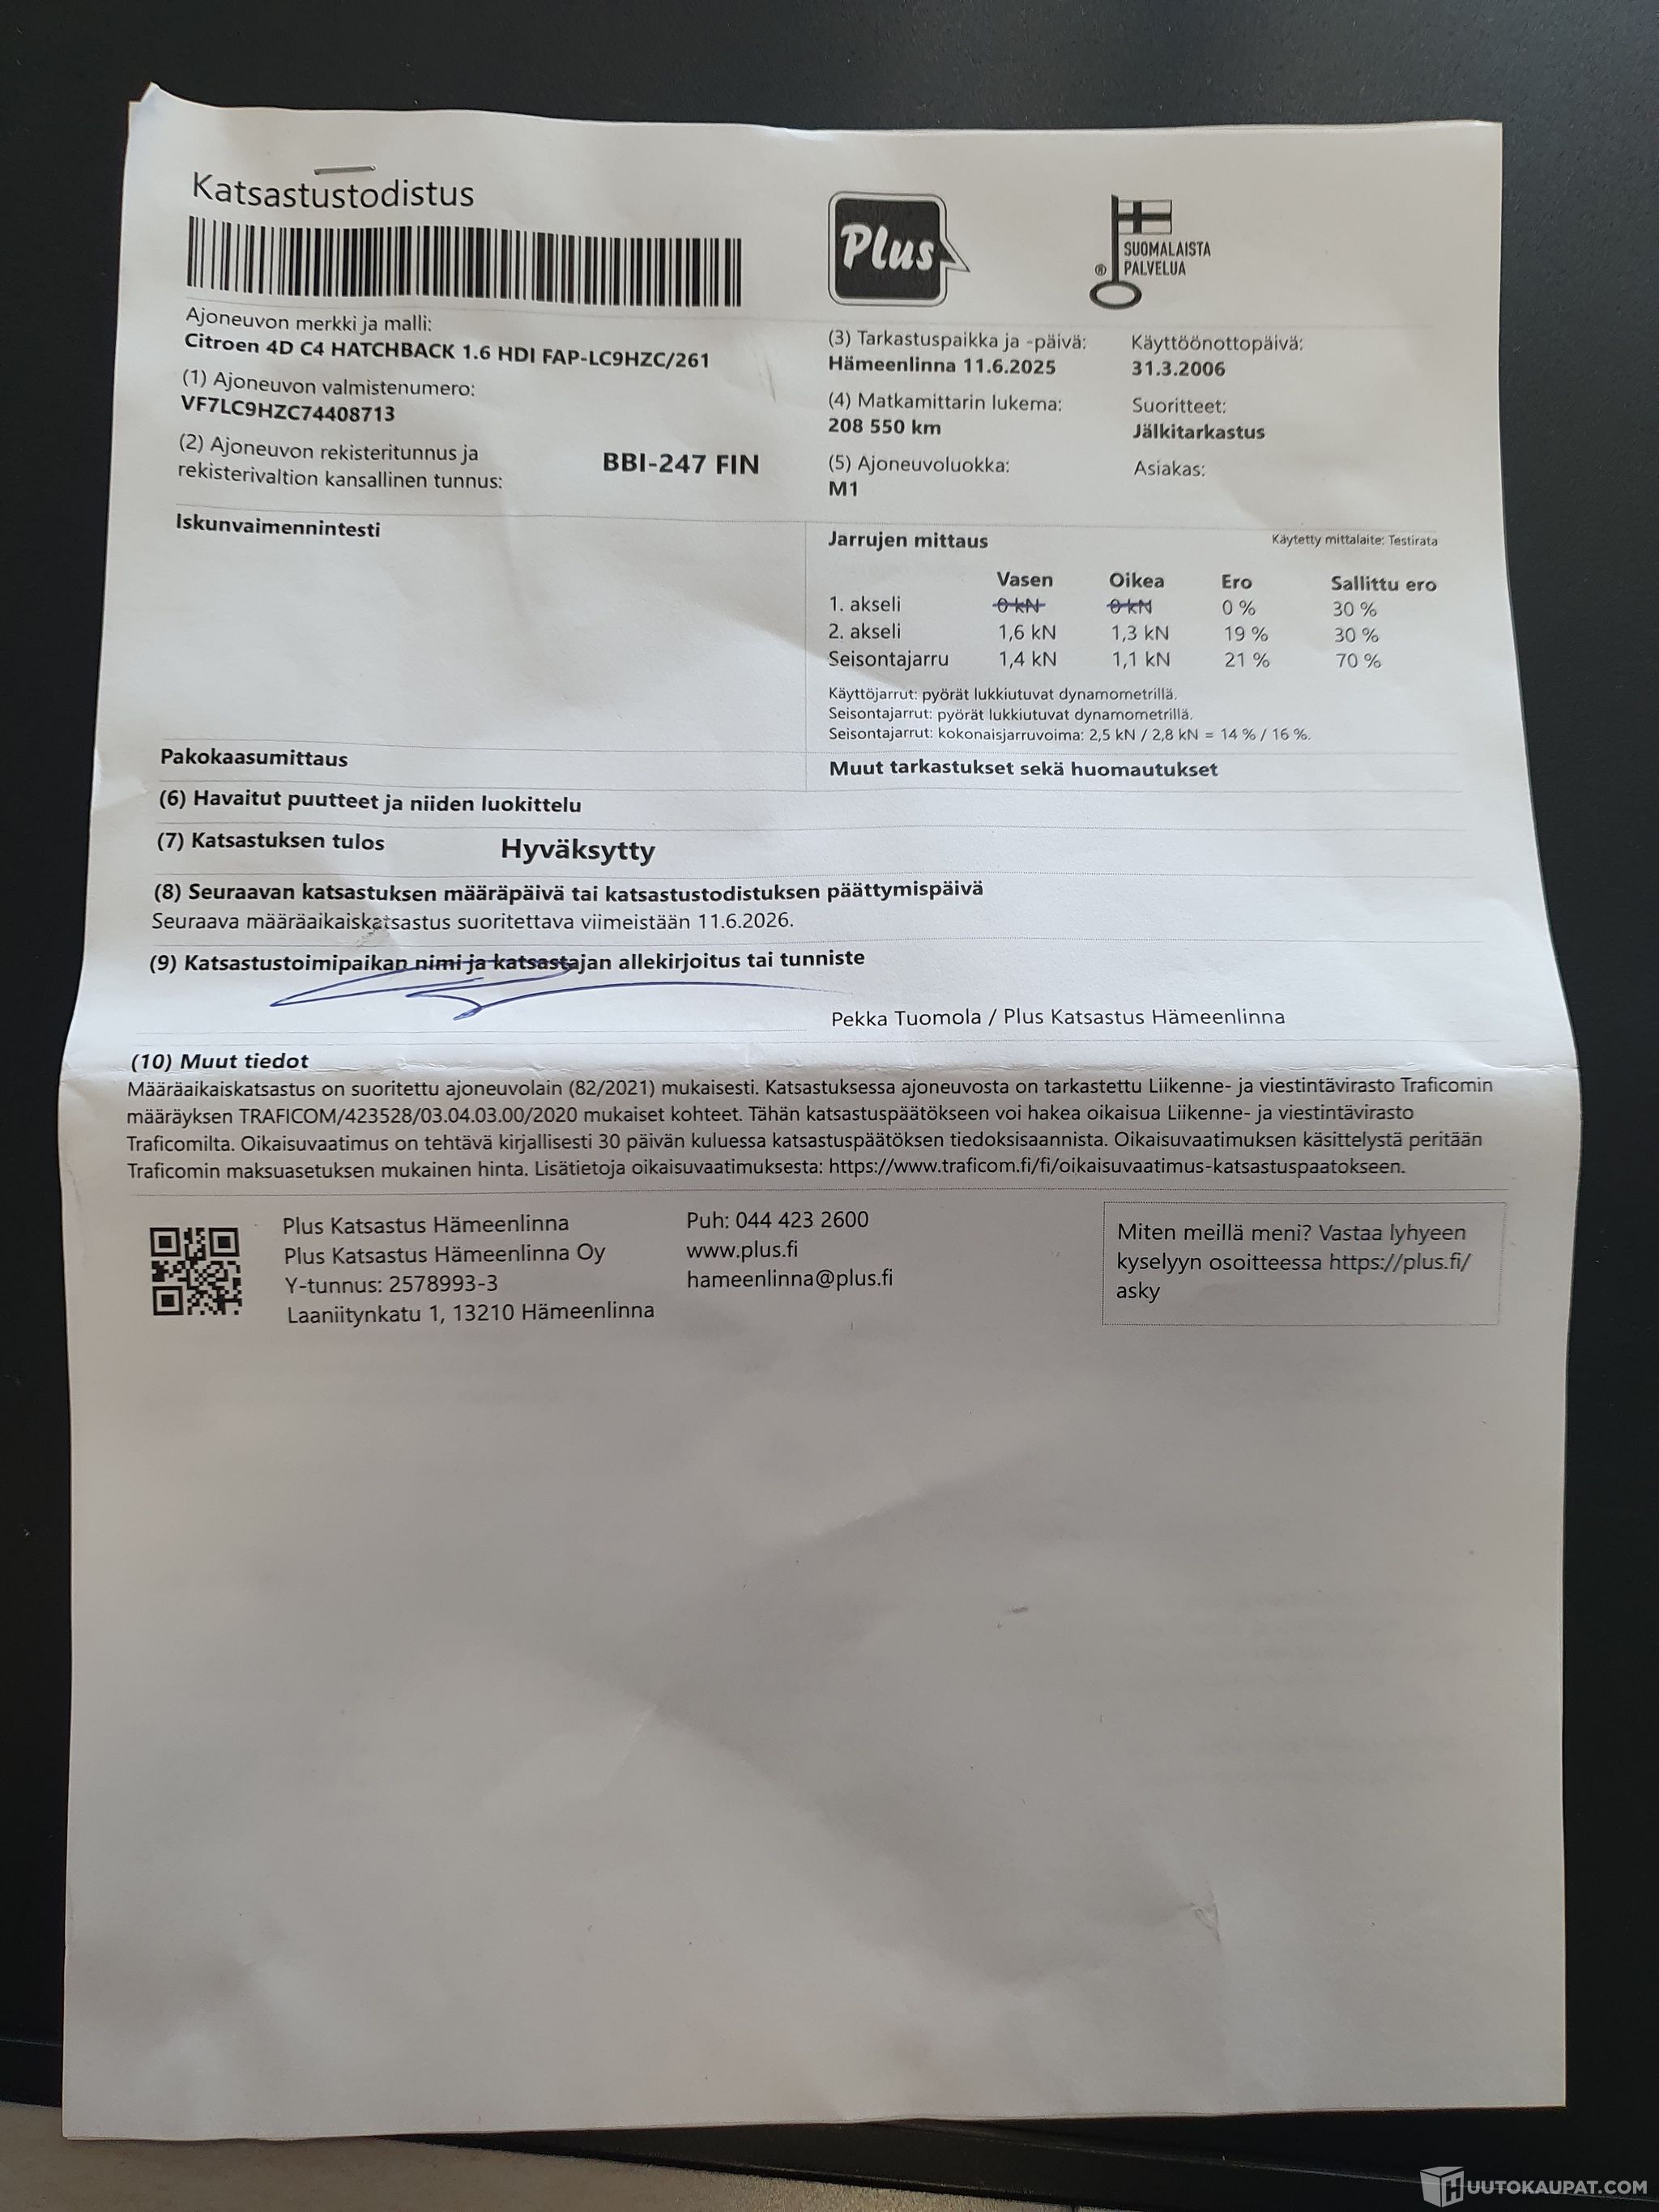 Katsastustodistus
Plus
SUOMALAISTA
® PALVELUA
Ajoneuvon merkki ja malli:
Citroen 4D C4 HATCHBACK 1.6 HDI FAP-LC9HZC/261
(1) Ajoneuvon valmistenumero:
VF7LC9HZC74408713
(2) Ajoneuvon rekisteritunnus ja
rekisterivaltion kansallinen tunnus:
BBI-247 FIN
(3) Tarkastuspaikka ja -päivä:
Hämeenlinna 11.6.2025
(4) Matkamittarin lukema:
208 550 km
(5) Ajoneuvoluokka:
M1
Käyttöönottopäivä:
31.3.2006
Suoritteet:
Jälkitarkastus
Asiakas:
Iskunvaimennintesti
Jarrujen mittaus Käytetty mittalaite: Testirata
Vasen Oikea Ero Sallittu ero
1. akseli 0 kN 0 kN 0 % 30 %
2. akseli 1,6 kN 1,3 kN 19 % 30 %
Seisontajarru 1,4 kN 1,1 kN 21 % 70 %
Käyttöjarrut: pyörät lukkiutuvat dynamometrillä.
Seisontajarrut: pyörät lukkiutuvat dynamometrillä.
Seisontajarrut: kokonaisjarruvoima: 2,5 kN / 2,8 kN = 14 % / 16 %.
Pakokaasumittaus
Muut tarkastukset sekä huomautukset
(6) Havaitut puutteet ja niiden luokittelu
(7) Katsastuksen tulos Hyväksytty
(8) Seuraavan katsastuksen määräpäivä tai katsastustodistuksen päättymispäivä
Seuraava määräaikaiskatsastus suoritettava viimeistään 11.6.2026.
(9) Katsastustoimipaikan nimi ja katsastajan allekirjoitus tai tunniste
Pekka Tuomola / Plus Katsastus Hämeenlinna
(10) Muut tiedot
Määräaikaiskatsastus on suoritettu ajoneuvolain (82/2021) mukaisesti. Katsastuksessa ajoneuvosta on tarkastettu Liikenne- ja viestintävirasto Traficomin
määräyksen TRAFICOM/423528/03.04.03.00/2020 mukaiset kohteet. Tähän katsastuspäätökseen voi hakea oikaisua Liikenne- ja viestintävirasto
Traficomilta. Oikaisuvaatimus on tehtävä kirjallisesti 30 päivän kuluessa katsastuspäätöksen tiedoksisaannista. Oikaisuvaatimuksen käsittelystä peritään
Traficomin maksuasetuksen mukainen hinta. Lisätietoja oikaisuvaatimuksesta: https://www.traficom.fi/fi/oikaisuvaatimus-katsastuspaatokseen.
Plus Katsastus Hämeenlinna
Plus Katsastus Hämeenlinna Oy
Y-tunnus: 2578993-3
Laaniitynkatu 1, 13210 Hämeenlinna
Puh: 044 423 2600
www.plus.fi
hameenlinna@plus.fi
Miten meillä meni? Vastaa lyhyeen
kyselyyn osoitteessa https://plus.fi/
asky
HUUTOKAUPAT.COM